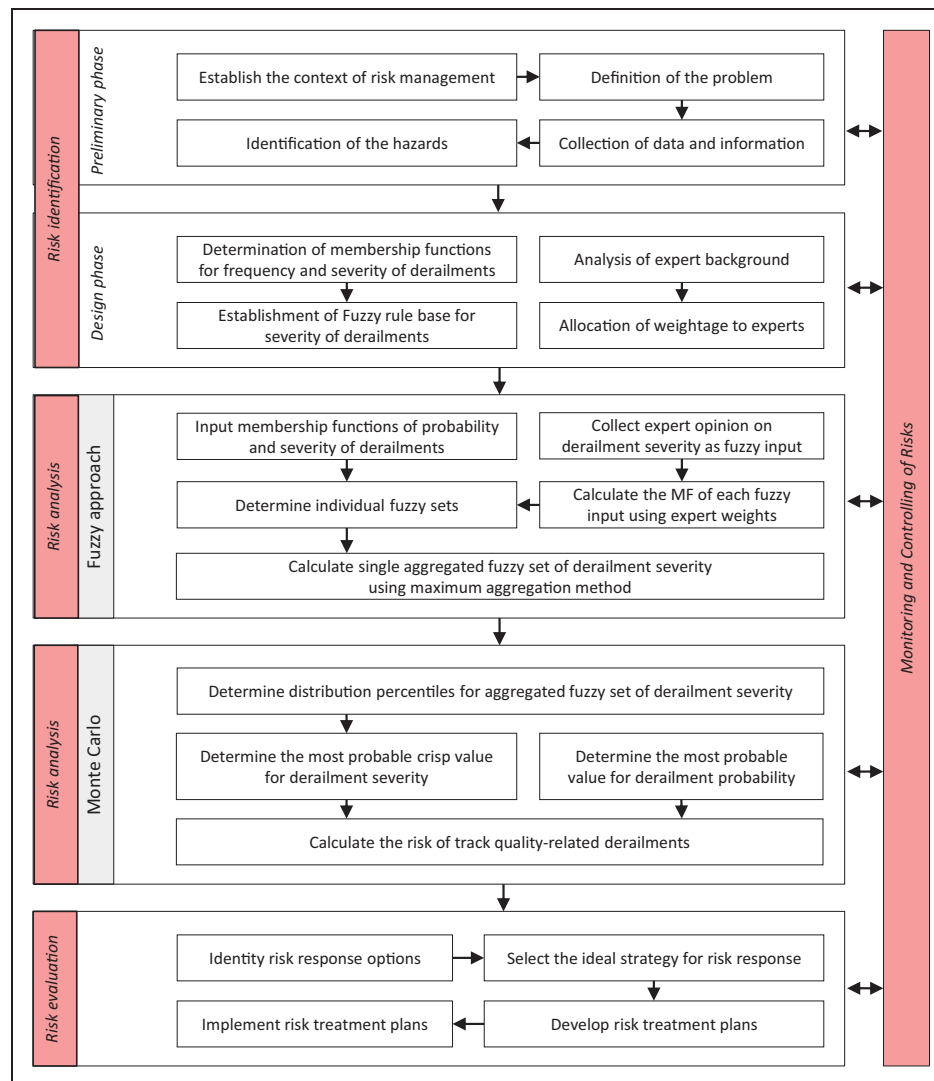 Risk identification
Preliminary phase
Establish the context of risk management
Definition of the problem
Identification of the hazards
Collection of data and information
Design phase
Determination of membership functions
for frequency and severity of derailments
Analysis of expert background
Establishment of Fuzzy rule base for
severity of derailments
Allocation of weightage to experts
Risk analysis
Fuzzy approach
Input membership functions of probability
and severity of derailments
Collect expert opinion on
derailment severity as fuzzy input
Determine individual fuzzy sets
Calculate the MF of each fuzzy
input using expert weights
Calculate single aggregated fuzzy set of derailment severity
using maximum aggregation method
Risk analysis
Monte Carlo
Determine distribution percentiles for aggregated fuzzy set of derailment severity
Determine the most probable crisp value
for derailment severity
Determine the most probable
value for derailment probability
Calculate the risk of track quality-related derailments
Risk evaluation
Identity risk response options
Select the ideal strategy for risk response
Implement risk treatment plans
Develop risk treatment plans
Monitoring and Controlling of Risks